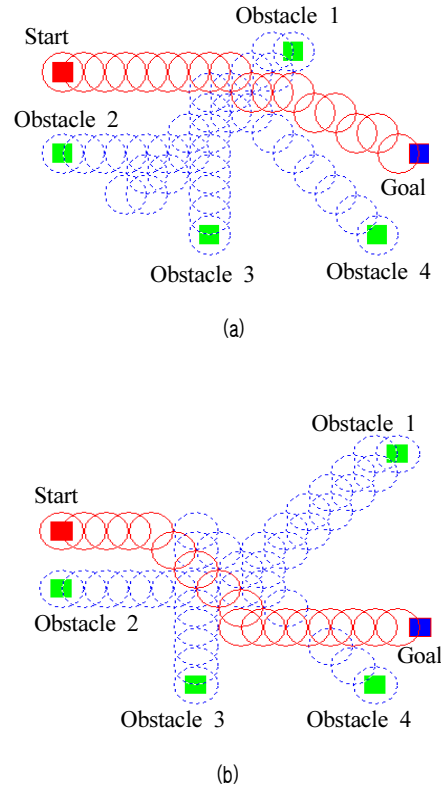 Obstacle 1
Start
Obstacle 2
Goal
Obstacle 3
Obstacle 4
(a)
Obstacle 1
Start
Obstacle 2
Goal
Obstacle 3
Obstacle 4
(b)